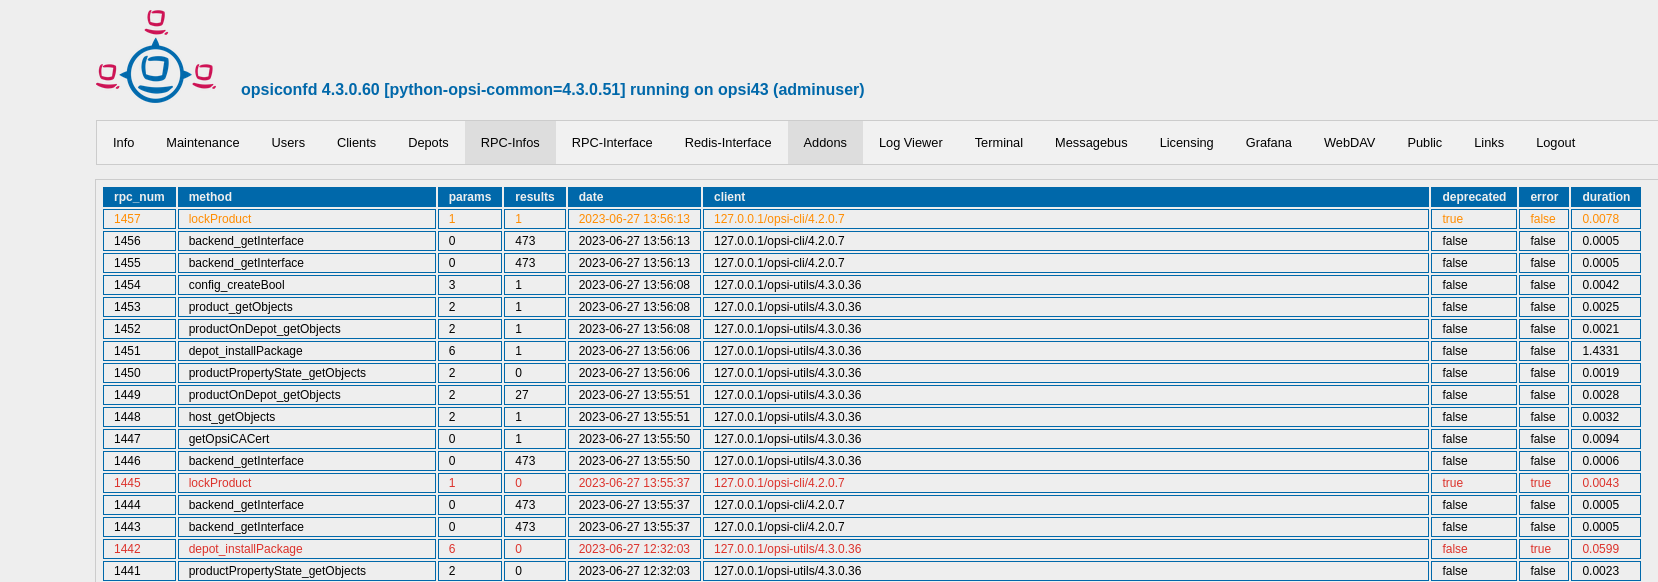 opsiconfd 4.3.0.60 [python-opsi-common=4.3.0.51] running on opsi43 (adminuser)
Info Maintenance Users Clients Depots RPC-Infos RPC-Interface Redis-Interface Addons Log Viewer Terminal Messagebus Licensing Grafana WebDAV Public Links Logout
rpc_num method params results date client deprecated error duration
1457 lockProduct 1 1 2023-06-27 13:56:13 127.0.0.1/opsi-cli/4.2.0.7 true false 0.0078
1456 backend_getInterface 0 473 2023-06-27 13:56:13 127.0.0.1/opsi-cli/4.2.0.7 false false 0.0005
1455 backend_getInterface 0 473 2023-06-27 13:56:13 127.0.0.1/opsi-cli/4.2.0.7 false false 0.0005
1454 config_createBool 3 1 2023-06-27 13:56:08 127.0.0.1/opsi-utils/4.3.0.36 false false 0.0042
1453 product_getObjects 2 1 2023-06-27 13:56:08 127.0.0.1/opsi-utils/4.3.0.36 false false 0.0025
1452 productOnDepot_getObjects 2 1 2023-06-27 13:56:08 127.0.0.1/opsi-utils/4.3.0.36 false false 0.0021
1451 depot_installPackage 6 1 2023-06-27 13:56:06 127.0.0.1/opsi-utils/4.3.0.36 false false 1.4331
1450 productPropertyState_getObjects 2 0 2023-06-27 13:56:06 127.0.0.1/opsi-utils/4.3.0.36 false false 0.0019
1449 productOnDepot_getObjects 2 27 2023-06-27 13:55:51 127.0.0.1/opsi-utils/4.3.0.36 false false 0.0028
1448 host_getObjects 2 1 2023-06-27 13:55:51 127.0.0.1/opsi-utils/4.3.0.36 false false 0.0032
1447 getOpsiCACert 0 1 2023-06-27 13:55:50 127.0.0.1/opsi-utils/4.3.0.36 false false 0.0094
1446 backend_getInterface 0 473 2023-06-27 13:55:50 127.0.0.1/opsi-utils/4.3.0.36 false false 0.0006
1445 lockProduct 1 0 2023-06-27 13:55:37 127.0.0.1/opsi-cli/4.2.0.7 true true 0.0043
1444 backend_getInterface 0 473 2023-06-27 13:55:37 127.0.0.1/opsi-cli/4.2.0.7 false false 0.0005
1443 backend_getInterface 0 473 2023-06-27 13:55:37 127.0.0.1/opsi-cli/4.2.0.7 false false 0.0005
1442 depot_installPackage 6 0 2023-06-27 12:32:03 127.0.0.1/opsi-utils/4.3.0.36 false true 0.0599
1441 productPropertyState_getObjects 2 0 2023-06-27 12:32:03 127.0.0.1/opsi-utils/4.3.0.36 false false 0.0023